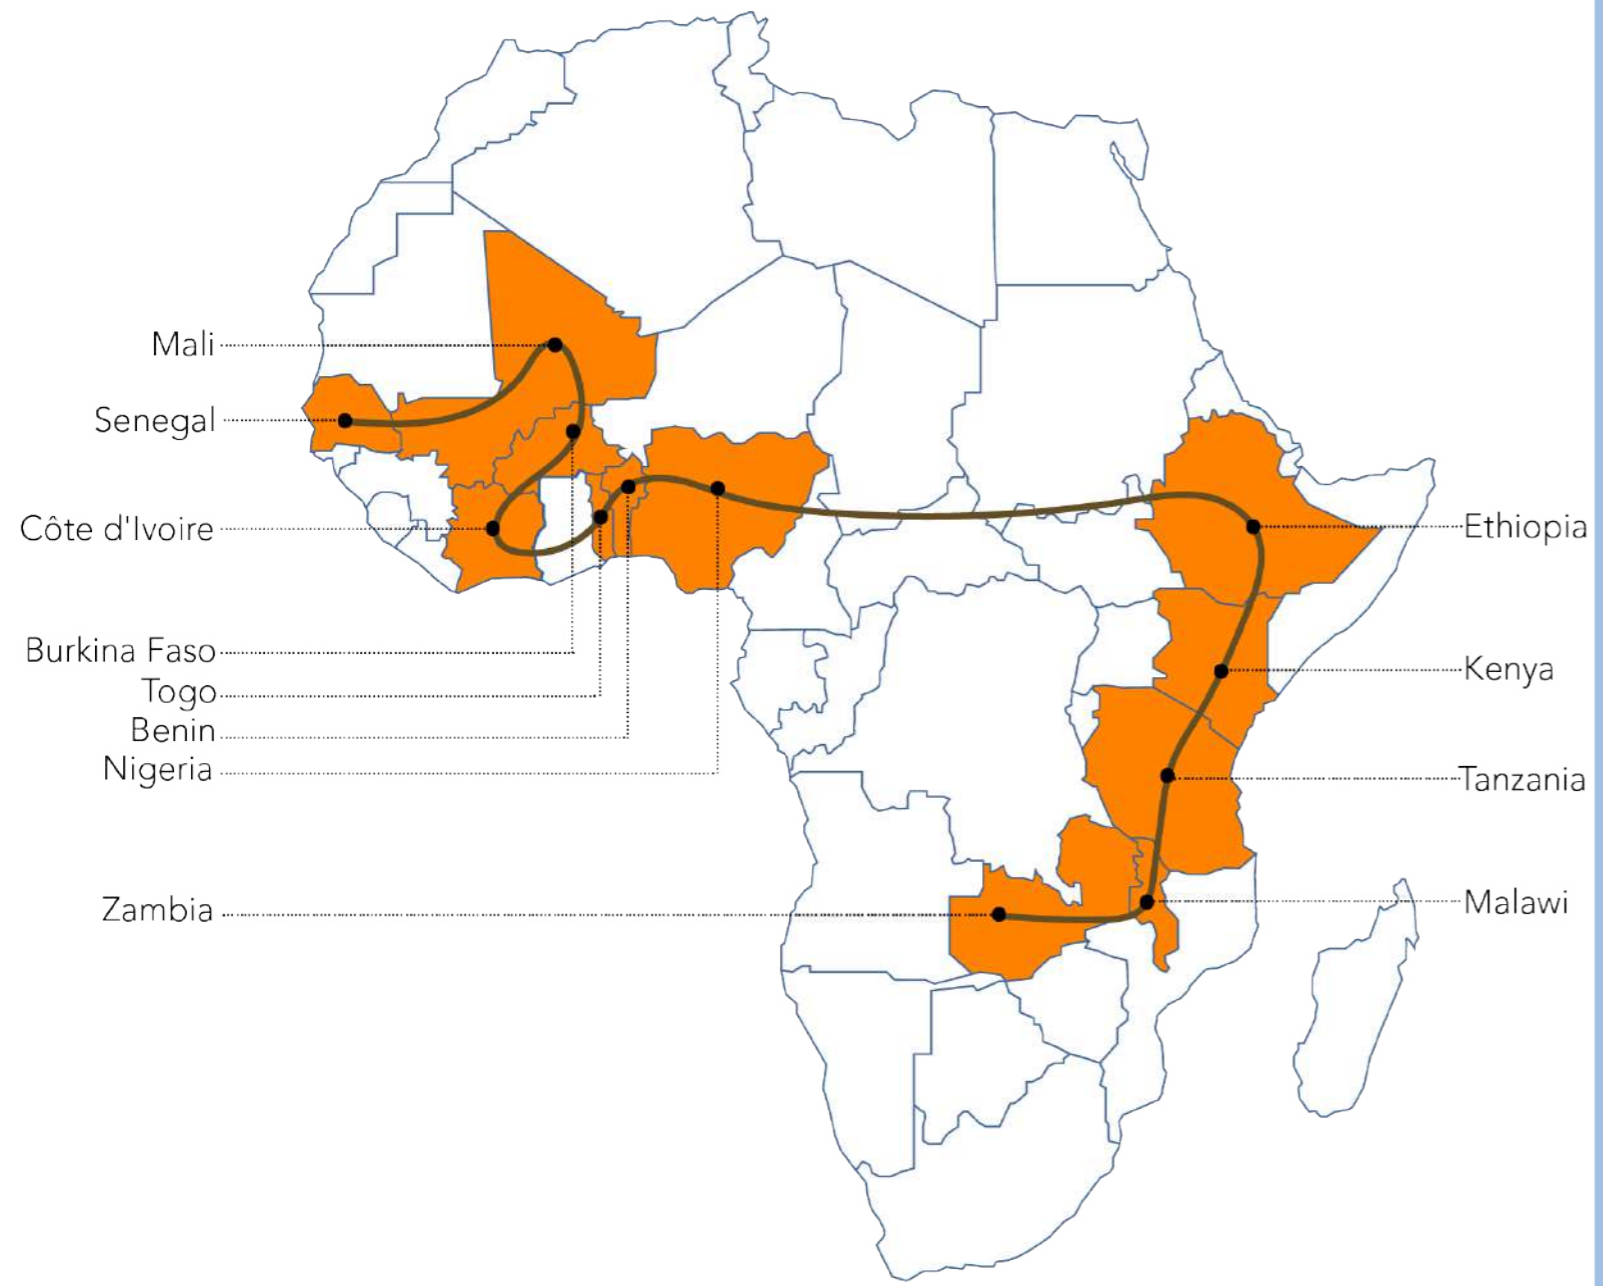 Mali
Senegal
Côte d'Ivoire
Burkina Faso
Togo
Benin
Nigeria
Zambia
Ethiopia
Kenya
Tanzania
Malawi